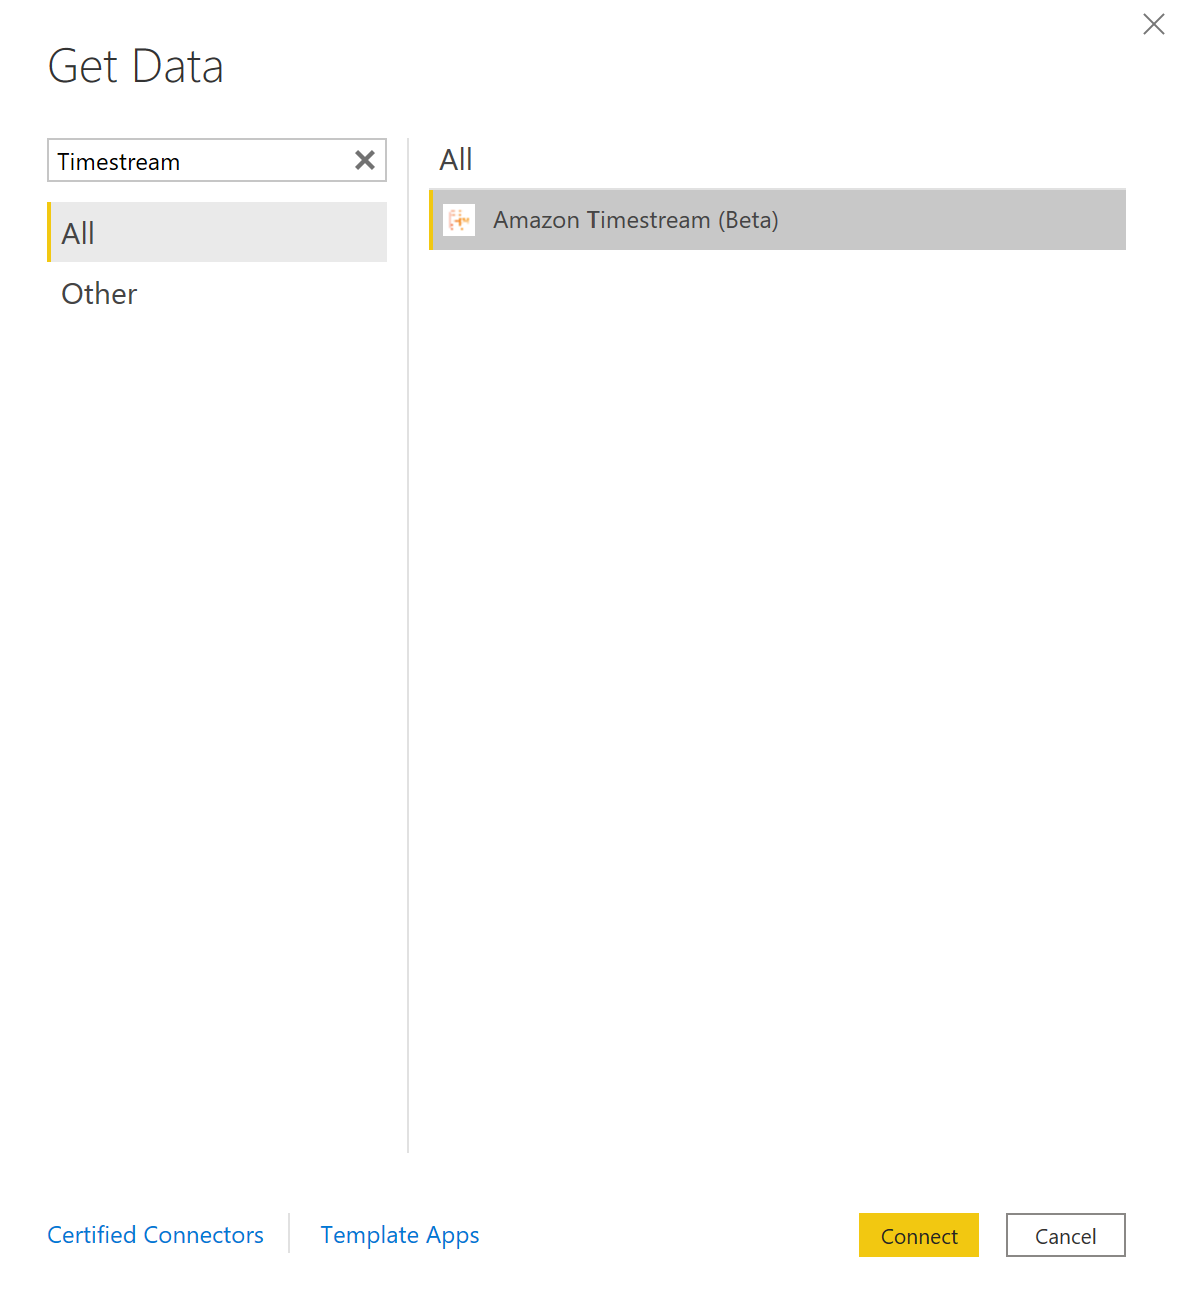 Get Data
Timestream
All
Other
All
Amazon Timestream (Beta)
Certified Connectors
Template Apps
Connect
Cancel